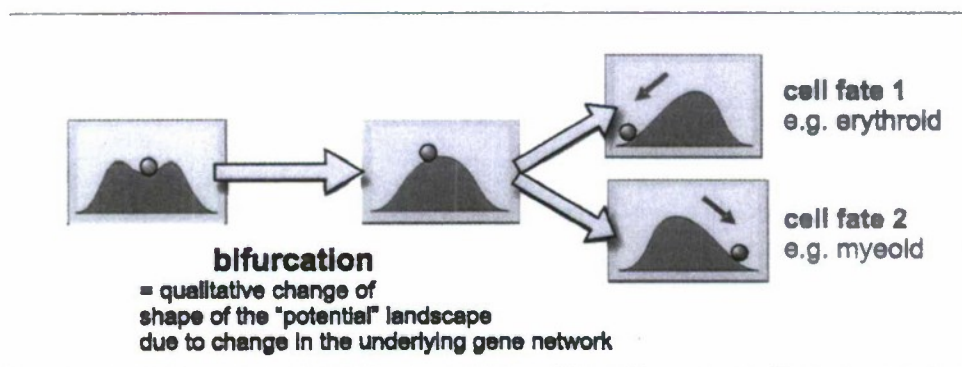 cell fate 1
e.g. erythroid
cell fate 2
e.g. myeold
bifurcation
= qualitative change of
shape of the "potential" landscape
due to change in the underlying gene network